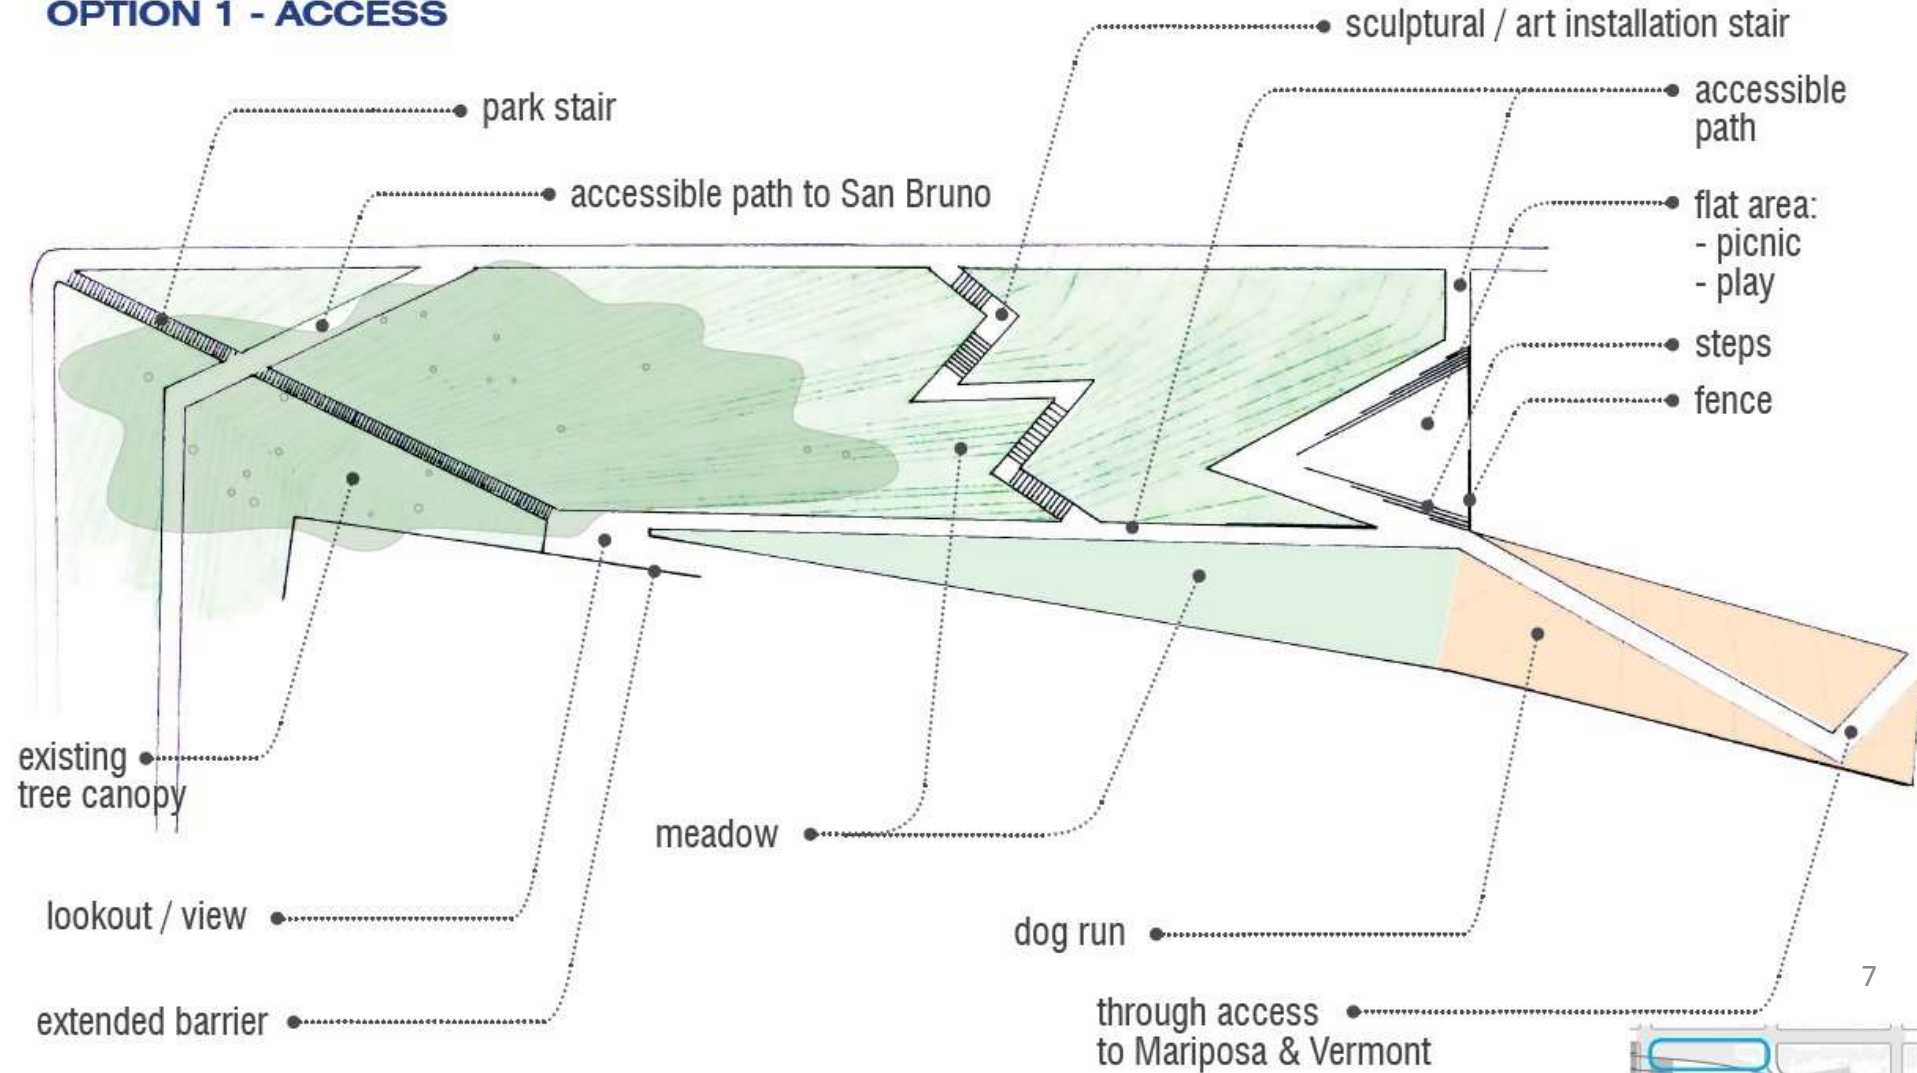 OPTION 1 - ACCESS
sculptural / art installation stair
park stair
accessible
path
accessible path to San Bruno
flat area:
- picnic
- play
steps
fence
existing
tree canopy
meadow
lookout / view
dog run
7
extended barrier
through access
to Mariposa & Vermont